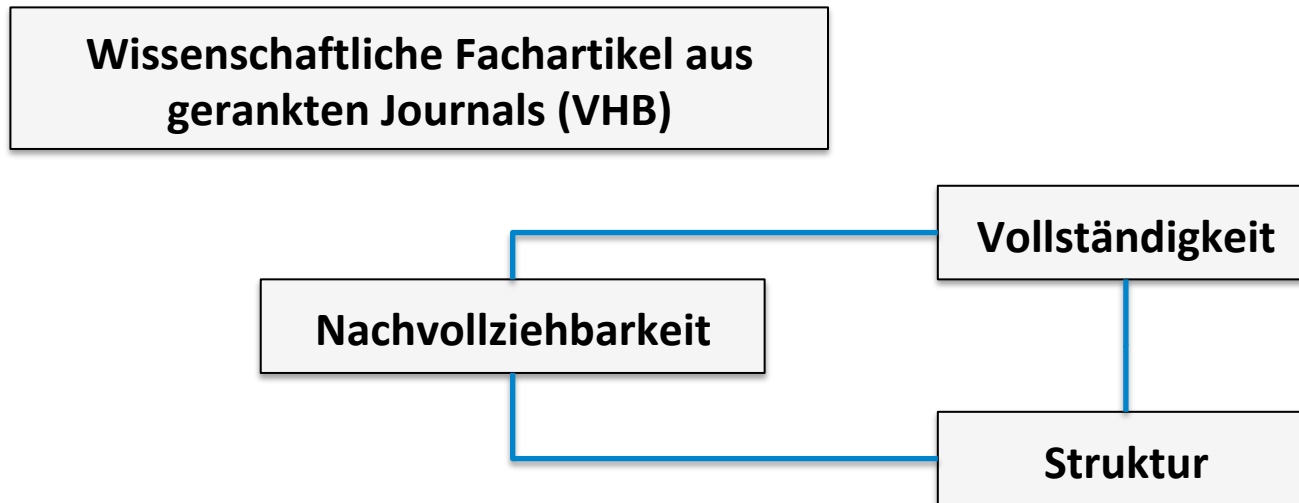 Wissenschaftliche Fachartikel aus
gerankten Journals (VHB)
Vollständigkeit
Nachvollziehbarkeit
Struktur